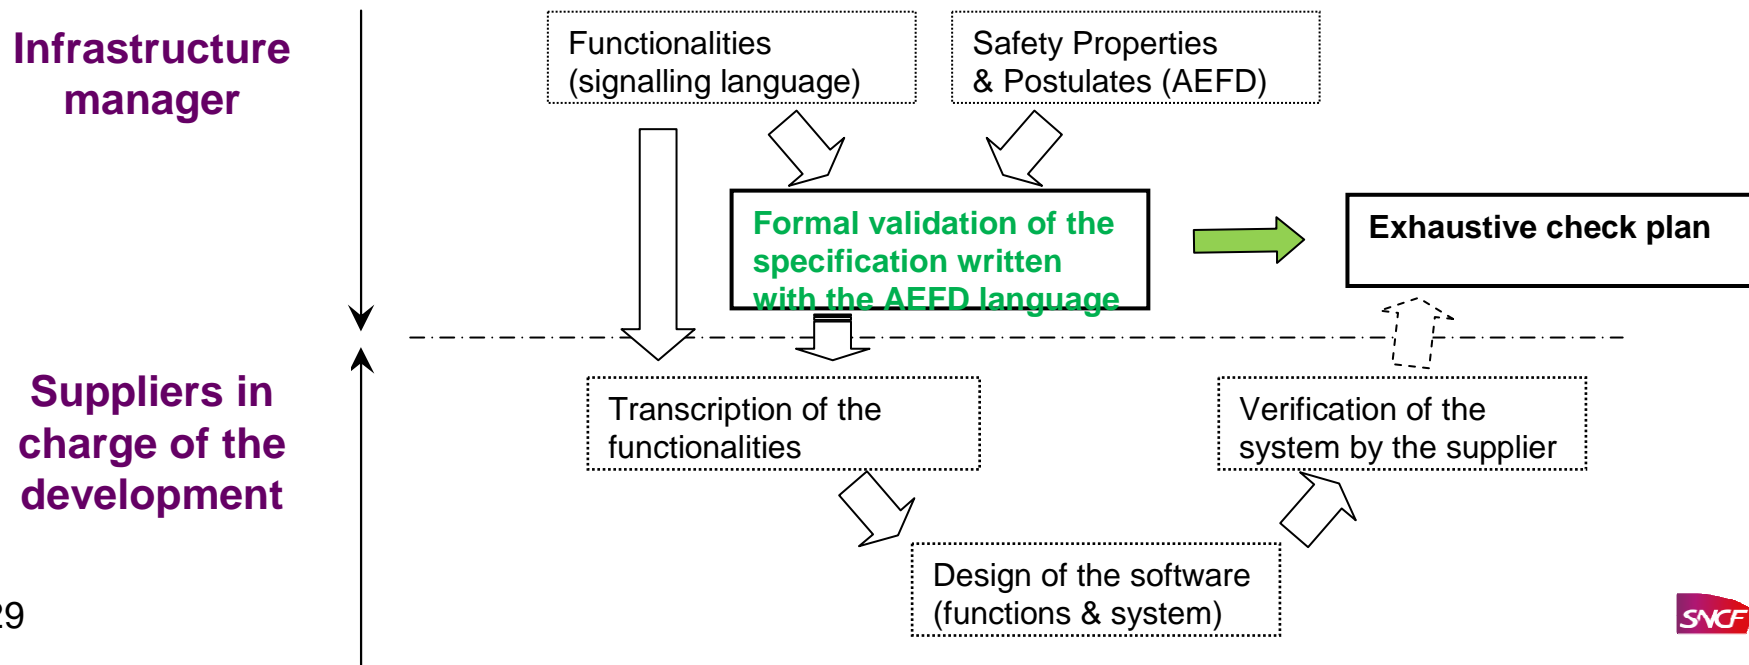 Infrastructure
manager
Functionalities
(signalling language)
Safety Properties
& Postulates (AEFD)
Formal validation of the
specification written
with the AEFD language
Exhaustive check plan
Suppliers in
charge of the
development
Transcription of the
functionalities
Verification of the
system by the supplier
Design of the software
(functions & system)
29
SNCF